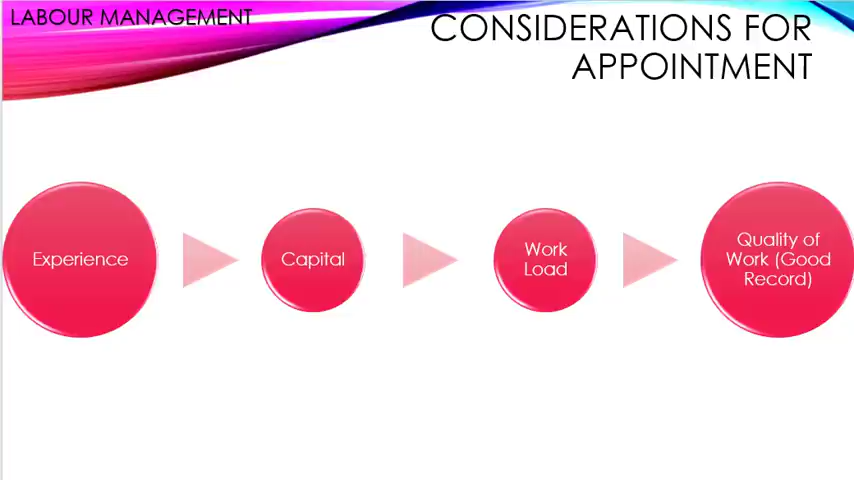 LABOUR MANAGEMENT
CONSIDERATIONS FOR
APPOINTMENT
Experience
Capital
Work
Load
Quality of
Work (Good
Record)